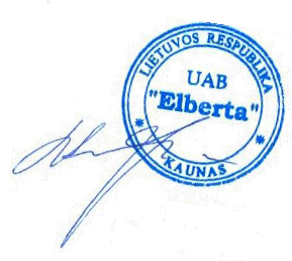 LIETUVOS RESPUBLIKA
UAB
"Elberta"
* KAUNAS *